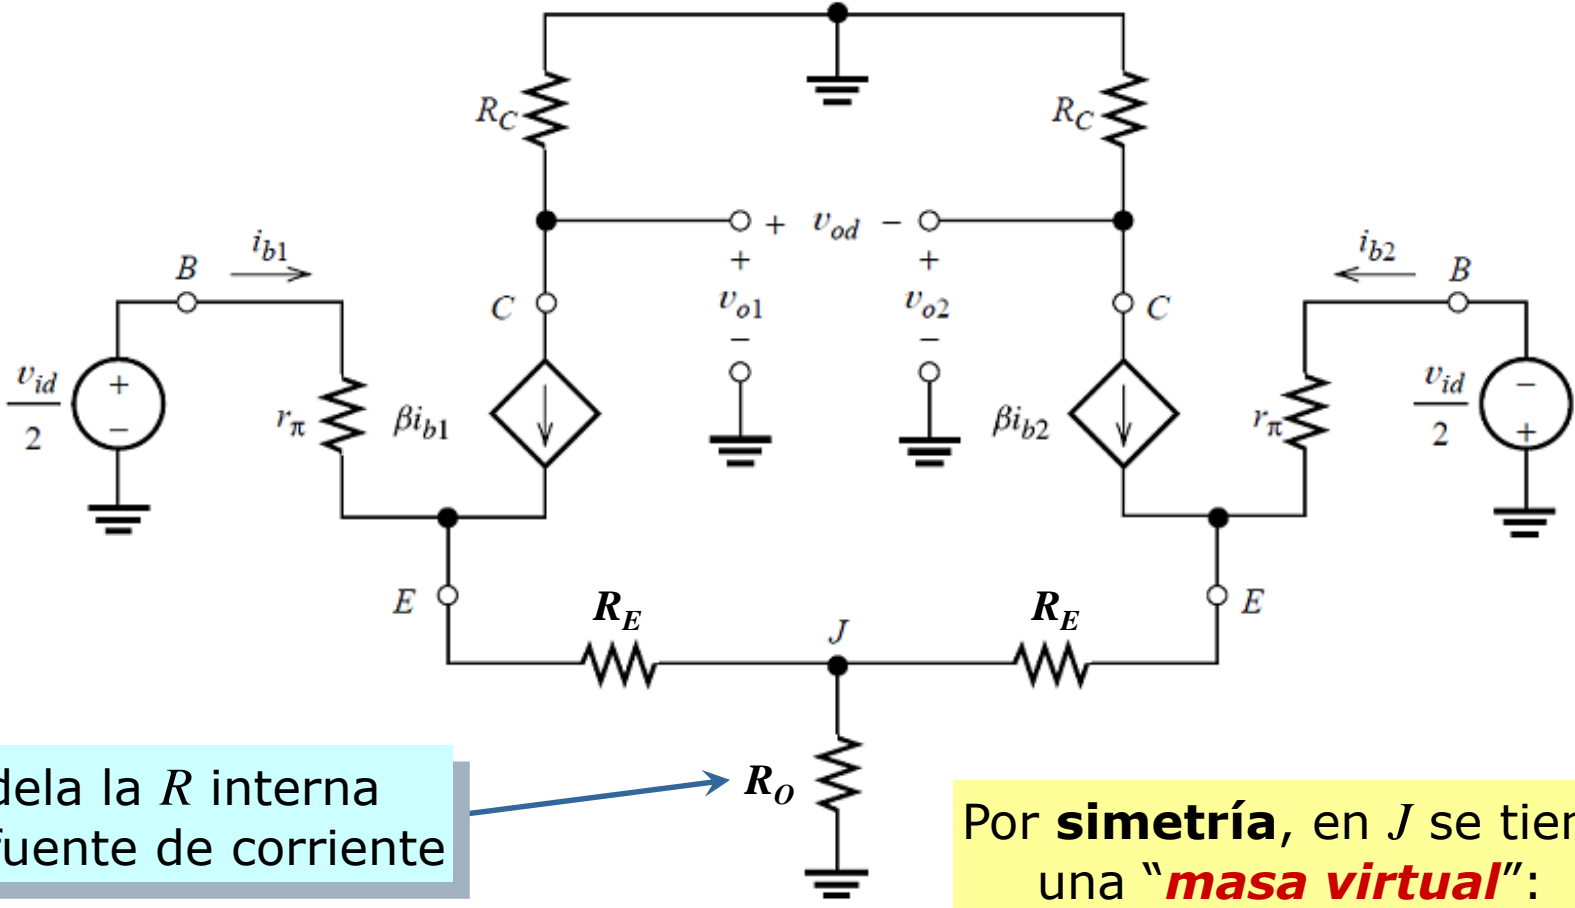 R_C
R_C
+ v_od −
i_b1
i_b2
B
B
C
+
v_o1
−
+
v_o2
−
C
v_id/2
+
−
r_π
βi_b1
βi_b2
r_π
v_id/2
−
+
E
R_E
J
R_E
E
R_O
dela la R interna
fuente de corriente
Por simetría, en J se tien
una “masa virtual”: